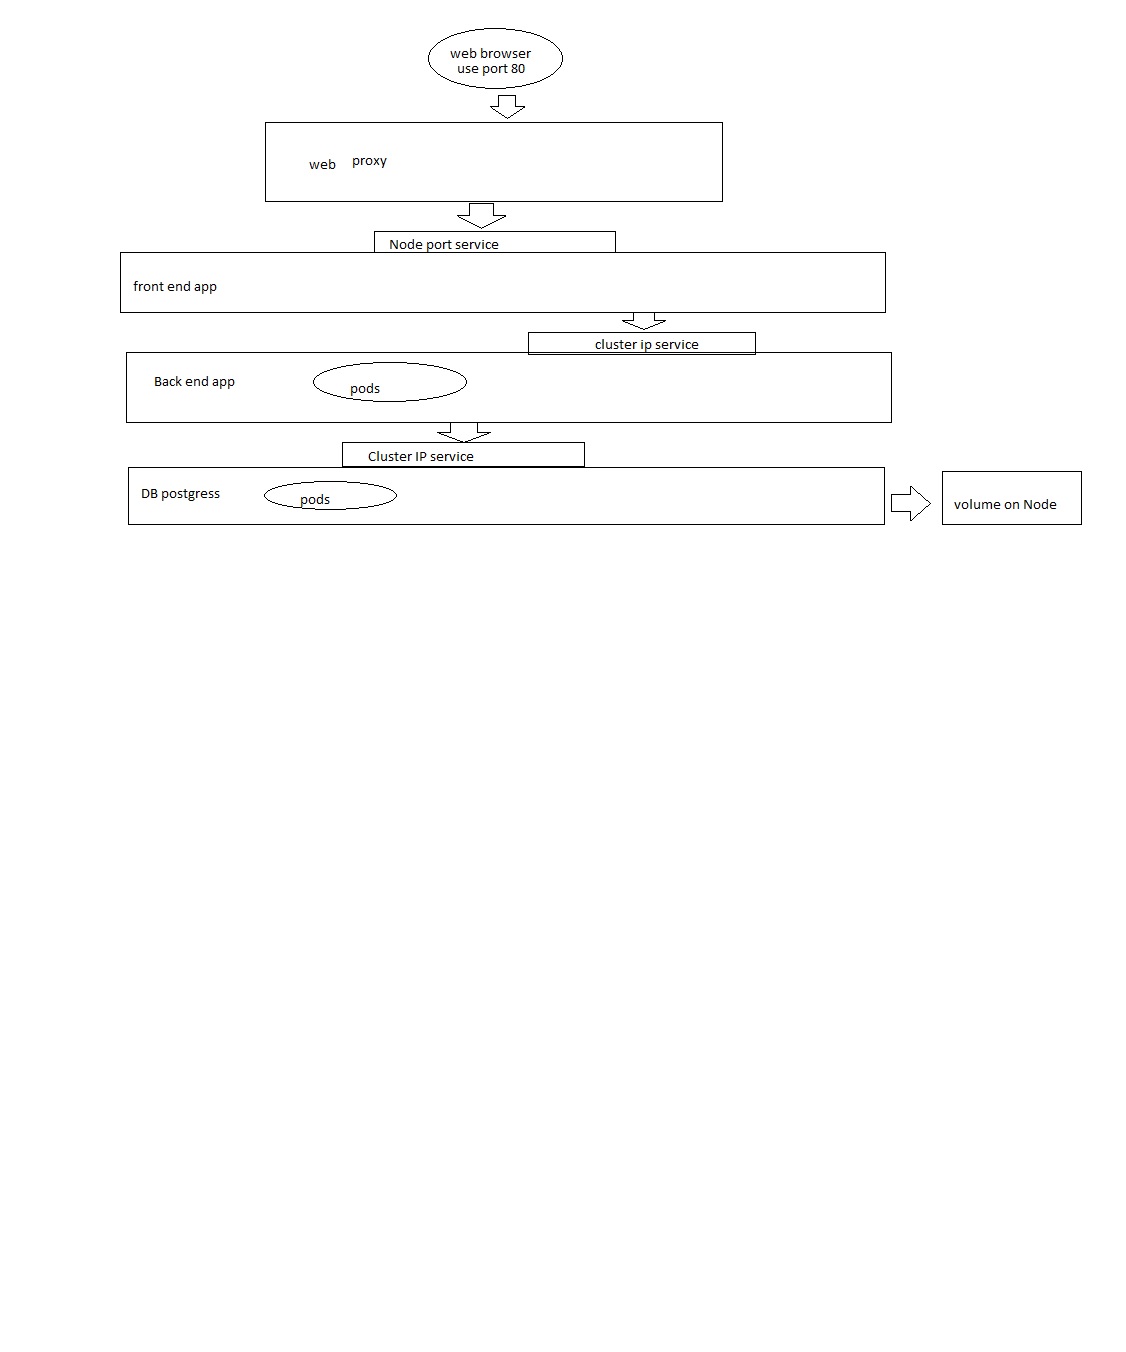 web browser
use port 80
web proxy
Node port service
front end app
cluster ip service
Back end app
pods
Cluster IP service
DB postgress
pods
volume on Node